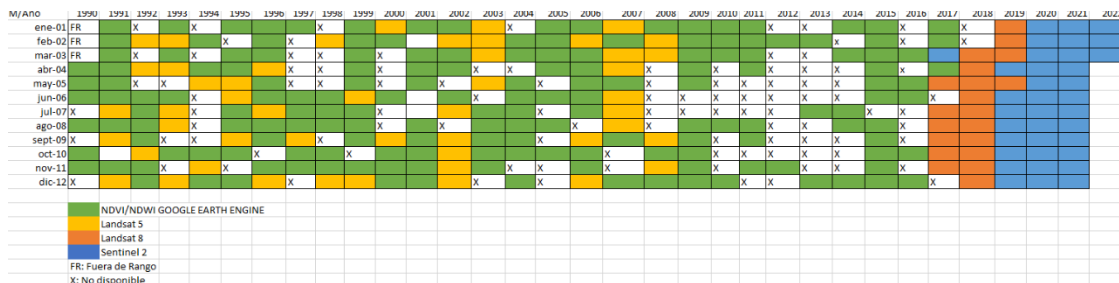 M/Año 1990 1991 1992 1993 1994 1995 1996 1997 1998 1999 2000 2001 2002 2003 2004 2005 2006 2007 2008 2009 2010 2011 2012 2013 2014 2015 2016 2017 2018 2019 2020 2021
ene-01 FR X X X X X X X X
feb-02 FR X X X X X
mar-03 FR X X X X X X X
abr-04 X X X X X X X X X X X
may-05 X X X X X X X X X X X X X
jun-06 X X X X X X X X X X
jul-07 X X X X X X X X X X X
ago-08 X X X X X X X X
sept-09 X X X X X X X X X
oct-10 X X X X X X X X
nov-11 X X X X X X X X X X
dic-12 X X X X X X X
NDVI/NDWI GOOGLE EARTH ENGINE
Landsat 5
Landsat 8
Sentinel 2
FR: Fuera de Rango
X: No disponible